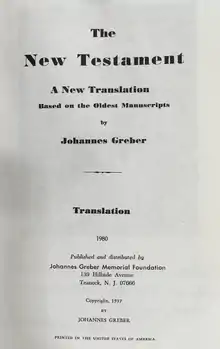 The
New Testament
A New Translation
Based on the Oldest Manuscripts
by
Johannes Greber
Translation
1980
Published and distributed by
Johannes Greber Memorial Foundation
139 Hillside Avenue
Teaneck, N. J. 07666
Copyright, 1937
BY
JOHANNES GREBER
PRINTED IN THE UNITED STATES OF AMERICA